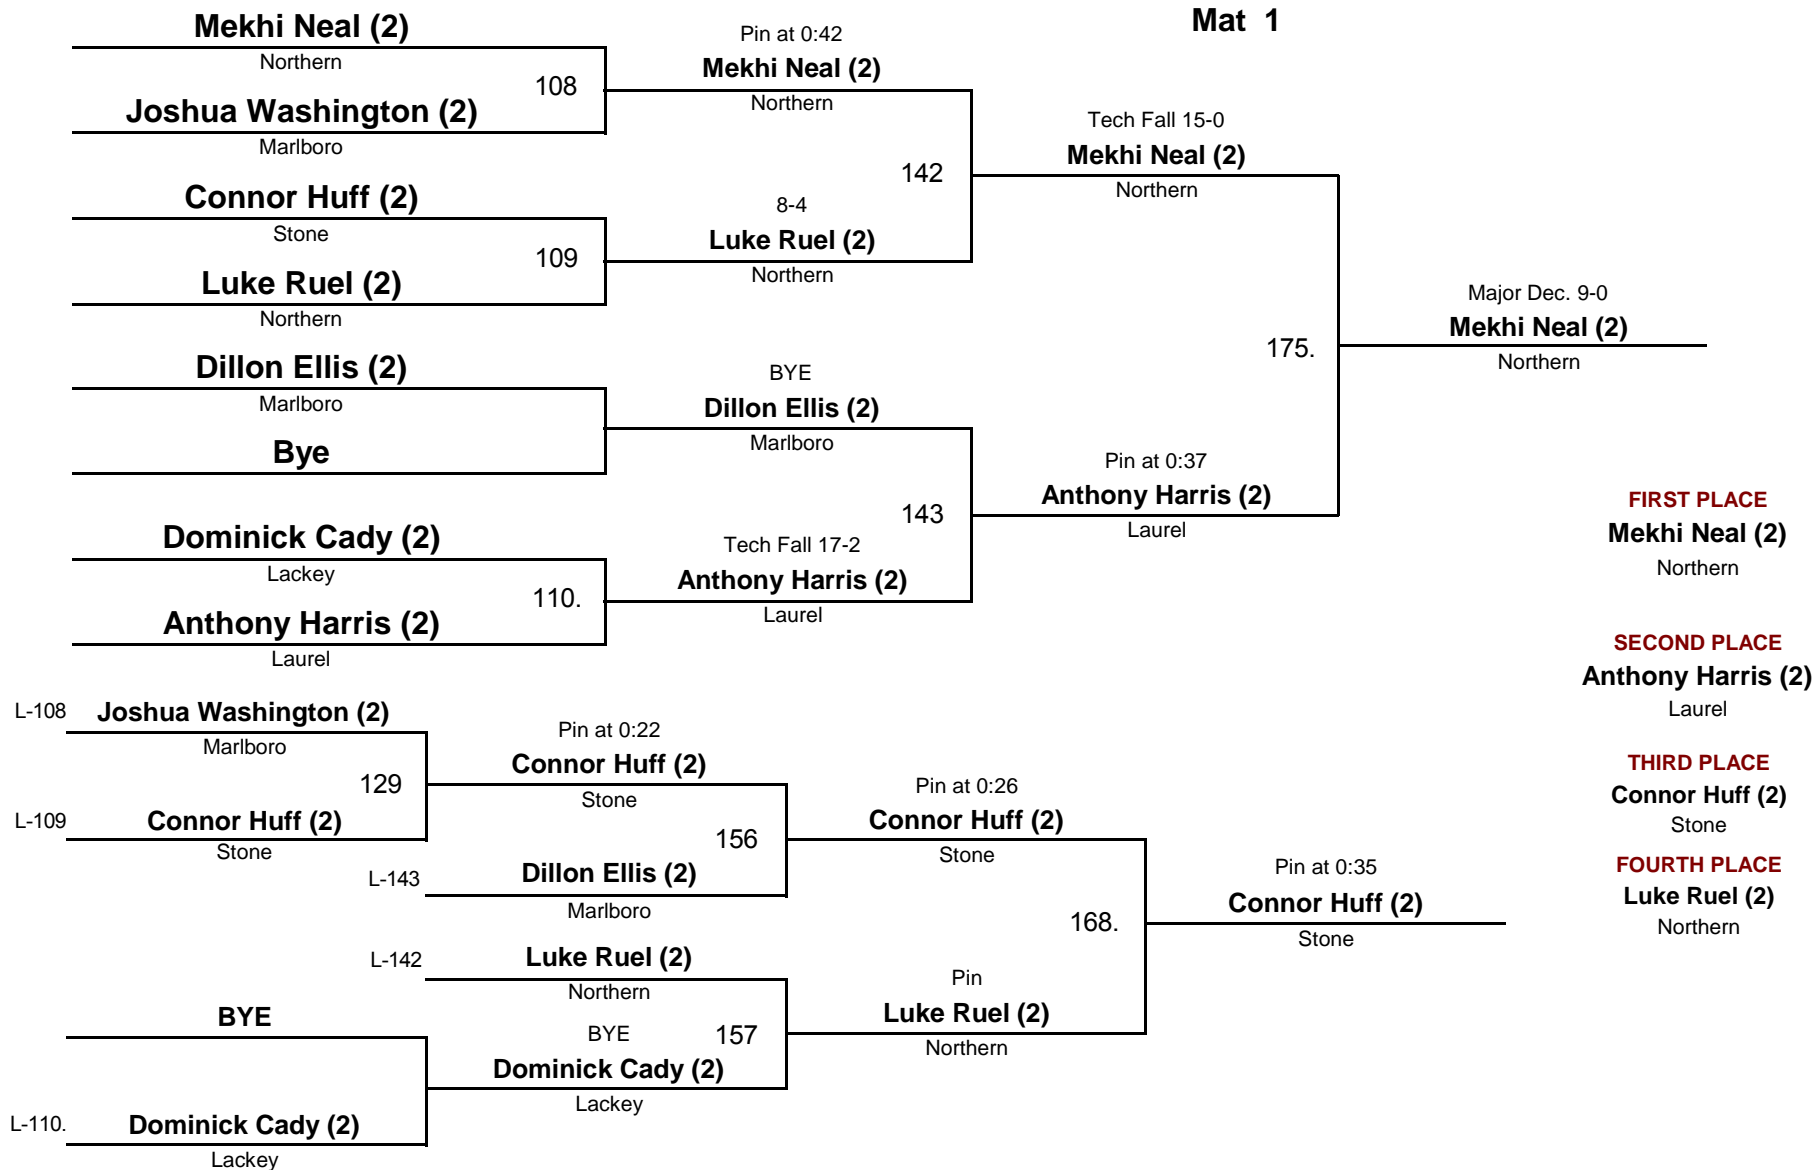 Mat 1
Mekhi Neal (2)
Northern
108
Joshua Washington (2)
Marlboro
Connor Huff (2)
Stone
109
Luke Ruel (2)
Northern
Dillon Ellis (2)
Marlboro
Bye
Dominick Cady (2)
Lackey
110.
Anthony Harris (2)
Laurel
Pin at 0:42
Mekhi Neal (2)
Northern
142
8-4
Luke Ruel (2)
Northern
BYE
Dillon Ellis (2)
Marlboro
143
Tech Fall 17-2
Anthony Harris (2)
Laurel
Tech Fall 15-0
Mekhi Neal (2)
Northern
175.
Pin at 0:37
Anthony Harris (2)
Laurel
Major Dec. 9-0
Mekhi Neal (2)
Northern
FIRST PLACE
Mekhi Neal (2)
Northern
SECOND PLACE
Anthony Harris (2)
Laurel
THIRD PLACE
Connor Huff (2)
Stone
FOURTH PLACE
Luke Ruel (2)
Northern
L-108
Joshua Washington (2)
Marlboro
129
L-109
Connor Huff (2)
Stone
BYE
L-110.
Dominick Cady (2)
Lackey
Pin at 0:22
Connor Huff (2)
Stone
156
L-143
Dillon Ellis (2)
Marlboro
L-142
Luke Ruel (2)
Northern
157
BYE
Dominick Cady (2)
Lackey
Pin at 0:26
Connor Huff (2)
Stone
168.
Pin
Luke Ruel (2)
Northern
Pin at 0:35
Connor Huff (2)
Stone